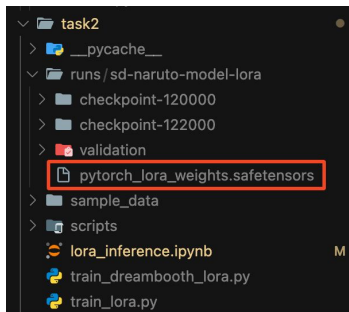 task2
__pycache__
runs/sd-naruto-model-lora
checkpoint-120000
checkpoint-122000
validation
pytorch_lora_weights.safetensors
sample_data
scripts
lora_inference.ipynb M
train_dreambooth_lora.py
train_lora.py